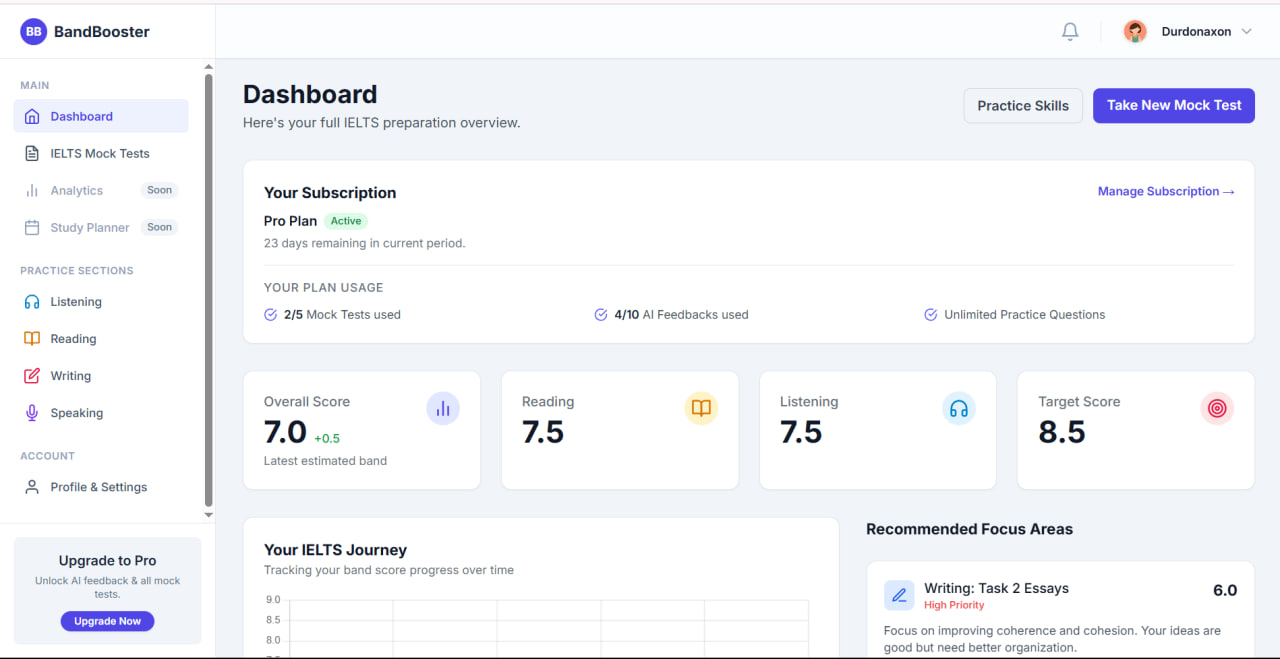 BB BandBooster
Durdonaxon
MAIN
Dashboard
IELTS Mock Tests
Analytics Soon
Study Planner Soon
PRACTICE SECTIONS
Listening
Reading
Writing
Speaking
ACCOUNT
Profile & Settings
Upgrade to Pro
Unlock AI feedback & all mock
tests.
Upgrade Now
Dashboard
Here's your full IELTS preparation overview.
Practice Skills
Take New Mock Test
Your Subscription
Manage Subscription →
Pro Plan Active
23 days remaining in current period.
YOUR PLAN USAGE
2/5 Mock Tests used
4/10 AI Feedbacks used
Unlimited Practice Questions
Overall Score
7.0 +0.5
Latest estimated band
Reading
7.5
Listening
7.5
Target Score
8.5
Your IELTS Journey
Tracking your band score progress over time
9.0
8.5
8.0
Recommended Focus Areas
Writing: Task 2 Essays
6.0
High Priority
Focus on improving coherence and cohesion. Your ideas are
good but need better organization.